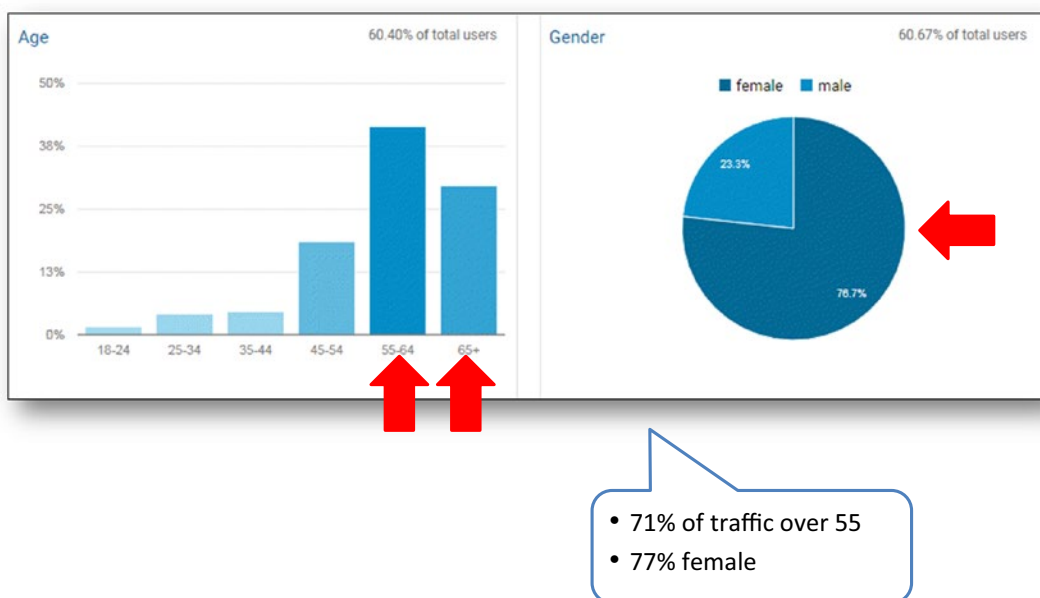 Age
60.40% of total users
50%
38%
25%
13%
0%
18-24 25-34 35-44 45-54 55-64 65+
Gender
60.67% of total users
female male
23.3%
76.7%
• 71% of traffic over 55
• 77% female